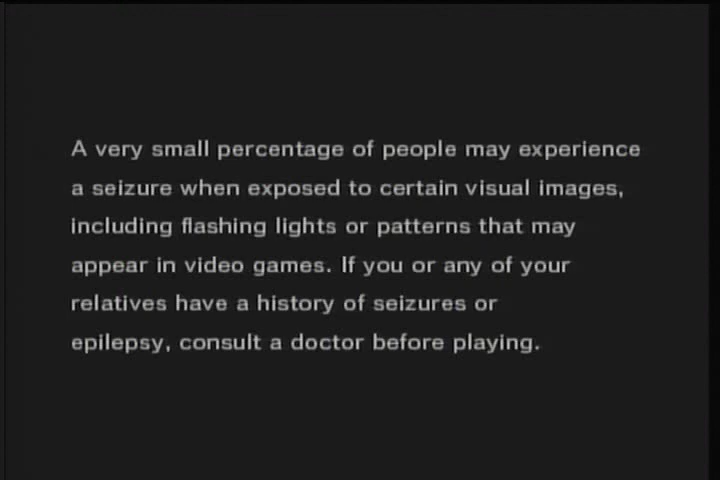 A very small percentage of people may experience
a seizure when exposed to certain visual images,
including flashing lights or patterns that may
appear in video games. If you or any of your
relatives have a history of seizures or
epilepsy, consult a doctor before playing.